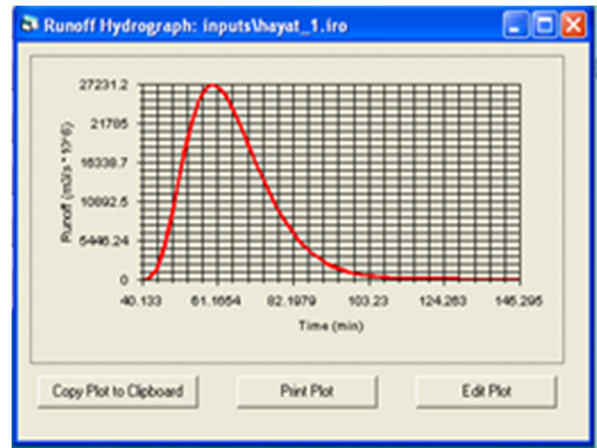 Runoff Hydrograph: inputs\hayat_1.iro
27231.2
21785
16338.7
10892.5
5446.24
0
Runoff (m3/s * 10^6)
40.133 61.1654 82.1979 103.23 124.263 145.295
Time (min)
Copy Plot to Clipboard Print Plot Edit Plot